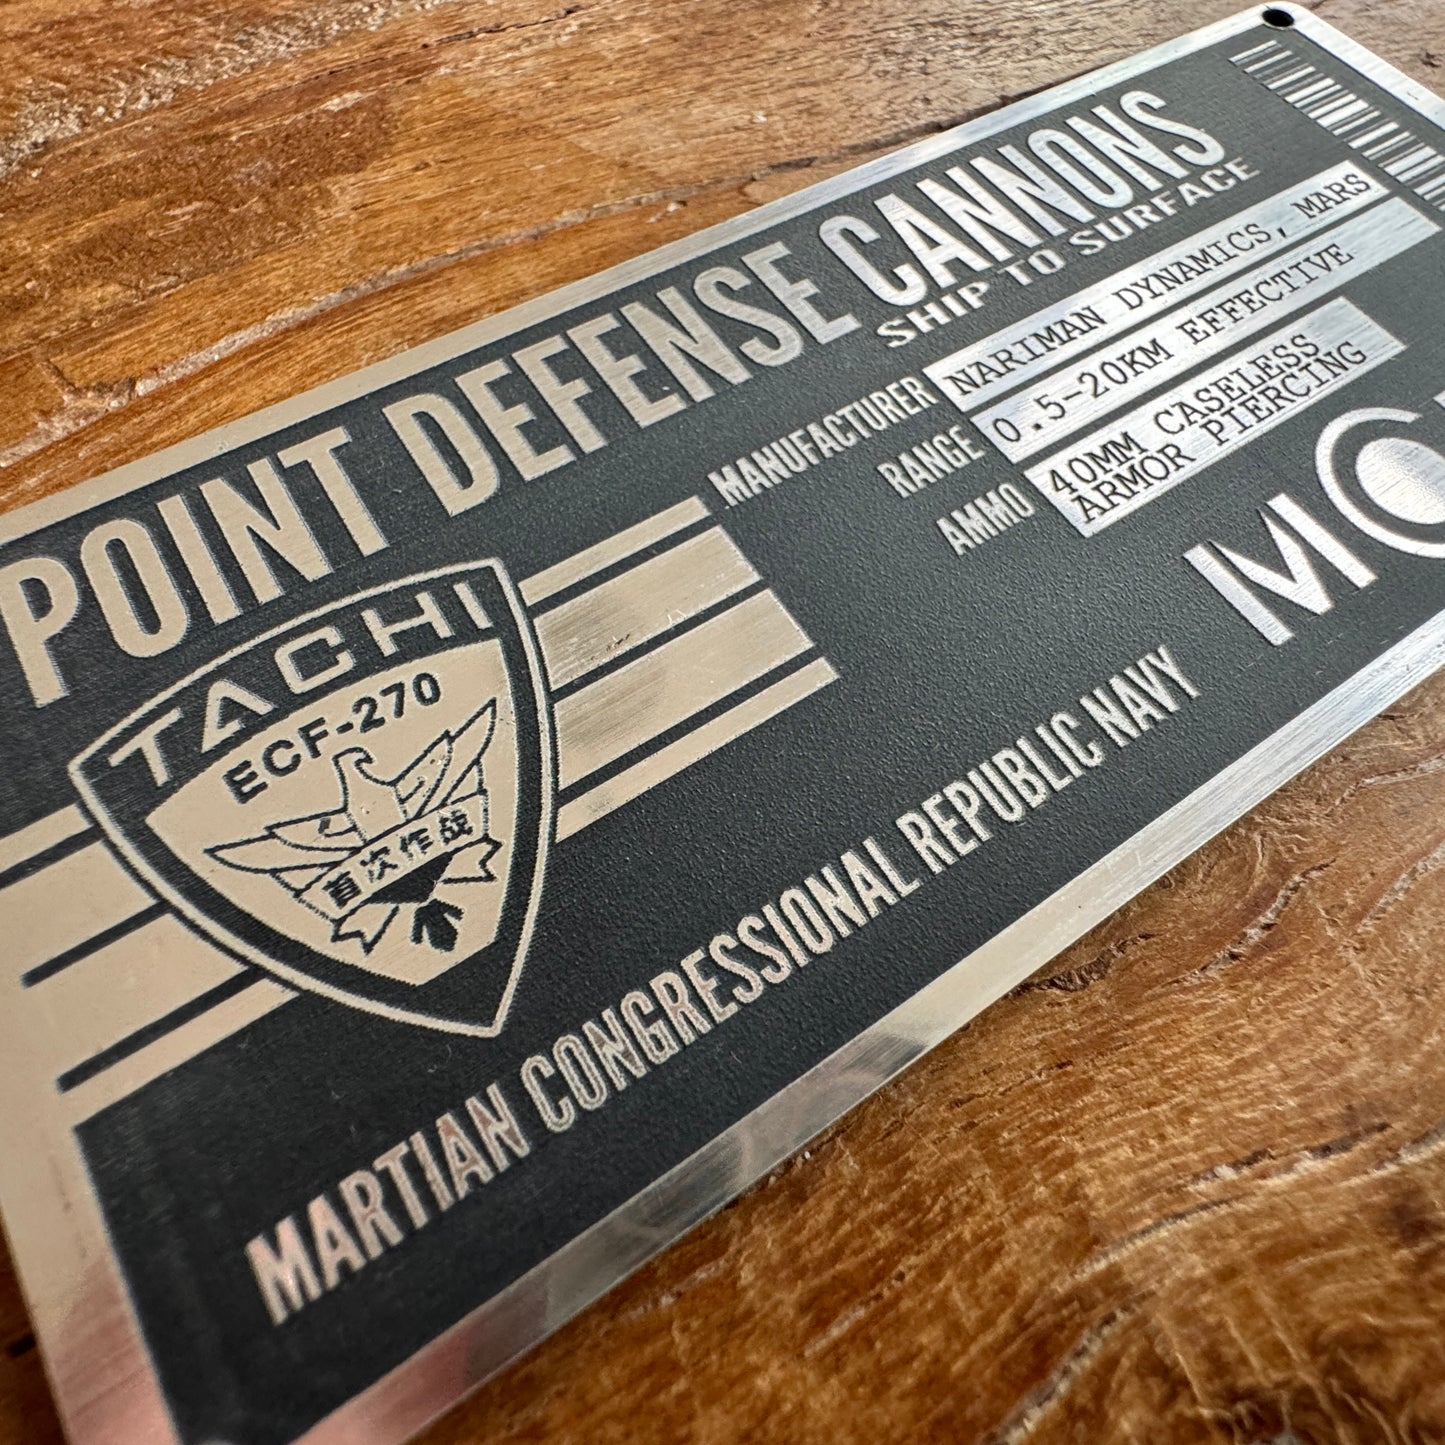 POINT DEFENSE CANNONS
SHIP TO SURFACE
MANUFACTURER NARIMAN DYNAMICS, MARS
RANGE 0.5-20KM EFFECTIVE
AMMO 40MM CASELESS
ARMOR PIERCING
TACHI
ECF-270
首次作战
MARTIAN CONGRESSIONAL REPUBLIC NAVY